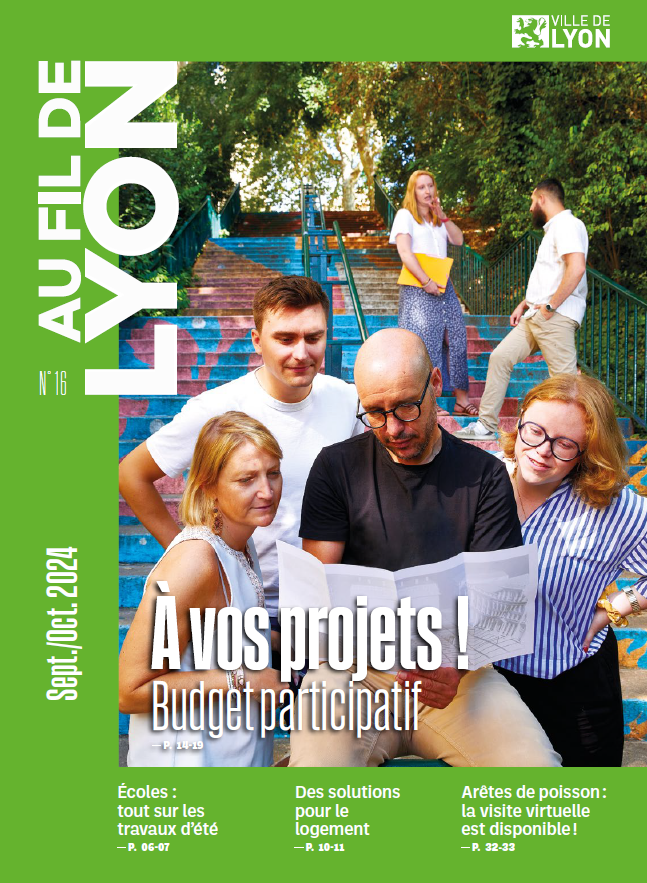 VILLE DE
LYON
AU FIL DE
LYON
N° 16
Sept./Oct. 2024
À vos projets !
Budget participatif
— P. 14-19
Écoles :
tout sur les
travaux d'été
— P. 06-07
Des solutions
pour le
logement
— P. 10-11
Arêtes de poisson :
la visite virtuelle
est disponible !
— P. 32-33